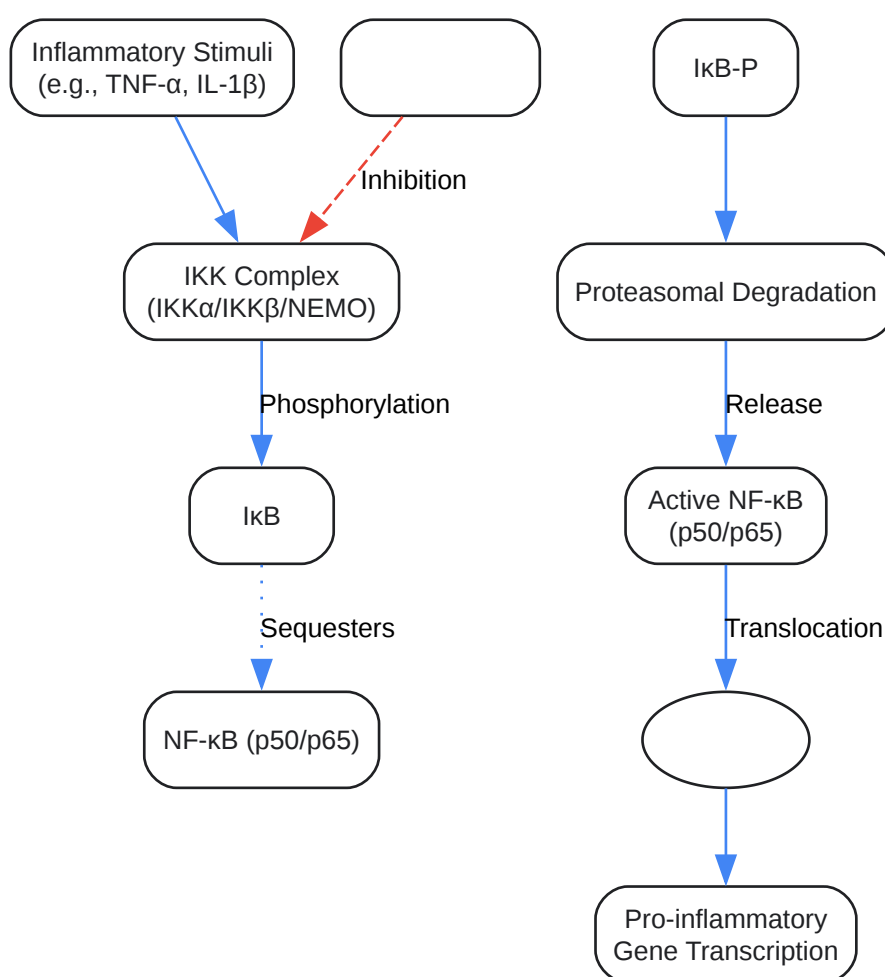 Inflammatory Stimuli
(e.g., TNF-α, IL-1β)
IκB-P
Inhibition
IKK Complex
(IKKα/IKKβ/NEMO)
Proteasomal Degradation
Phosphorylation
Release
IκB
Active NF-κB
(p50/p65)
Sequesters
Translocation
NF-κB (p50/p65)
Pro-inflammatory
Gene Transcription